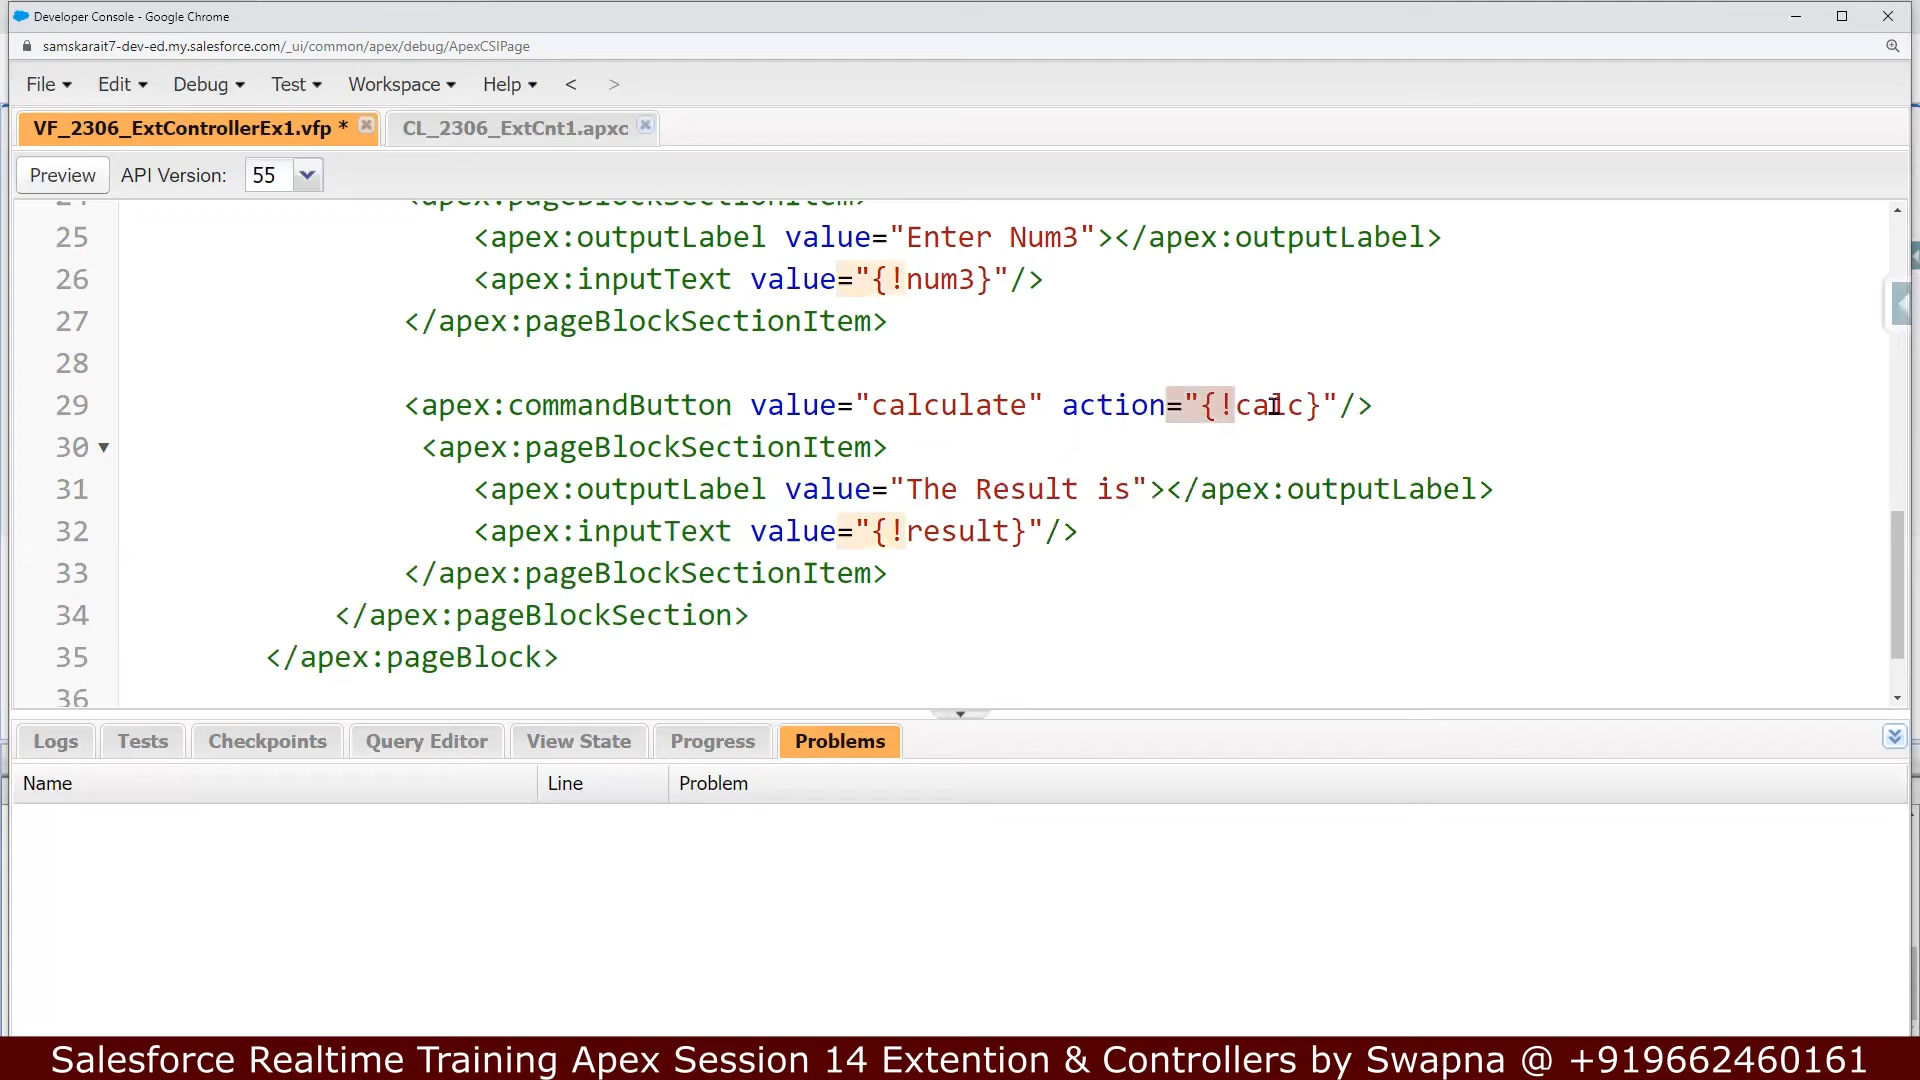 Developer Console - Google Chrome
samskarait7-dev-ed.my.salesforce.com/_ui/common/apex/debug/ApexCSIPage
File Edit Debug Test Workspace Help < >
VF_2306_ExtControllerEx1.vfp * CL_2306_ExtCnt1.apxc
Preview API Version: 55
24 <apex:pageBlockSectionItem>
25 <apex:outputLabel value="Enter Num3"></apex:outputLabel>
26 <apex:inputText value="{!num3}"/>
27 </apex:pageBlockSectionItem>
28
29 <apex:commandButton value="calculate" action="{!calc}"/>
30 <apex:pageBlockSectionItem>
31 <apex:outputLabel value="The Result is"></apex:outputLabel>
32 <apex:inputText value="{!result}"/>
33 </apex:pageBlockSectionItem>
34 </apex:pageBlockSection>
35 </apex:pageBlock>
36
Logs Tests Checkpoints Query Editor View State Progress Problems
Name Line Problem
Salesforce Realtime Training Apex Session 14 Extention & Controllers by Swapna @ +919662460161